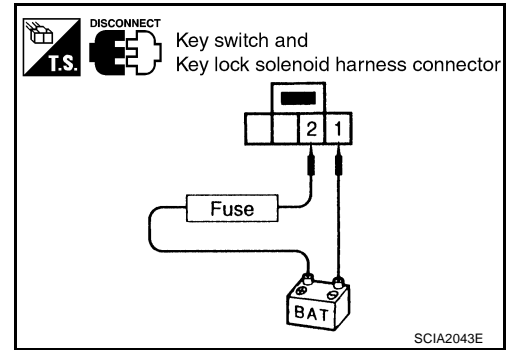 DISCONNECT
T.S.
Key switch and
Key lock solenoid harness connector
2 1
Fuse
BAT
SCIA2043E